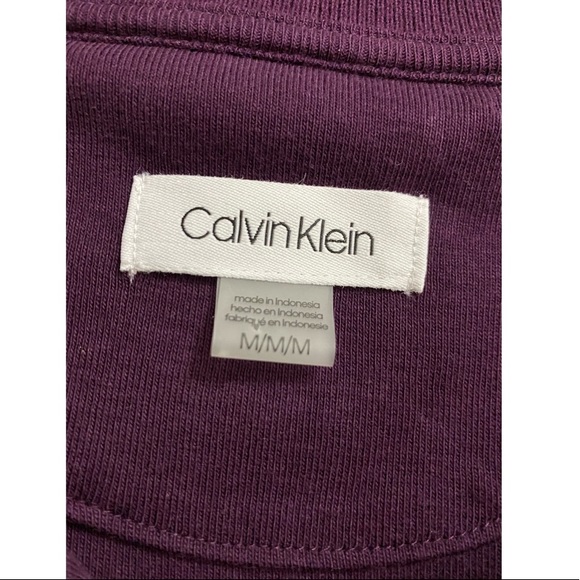 Calvin Klein
made in Indonesia
hecho en Indonesia
fabriqué en Indonesie
M/M/M